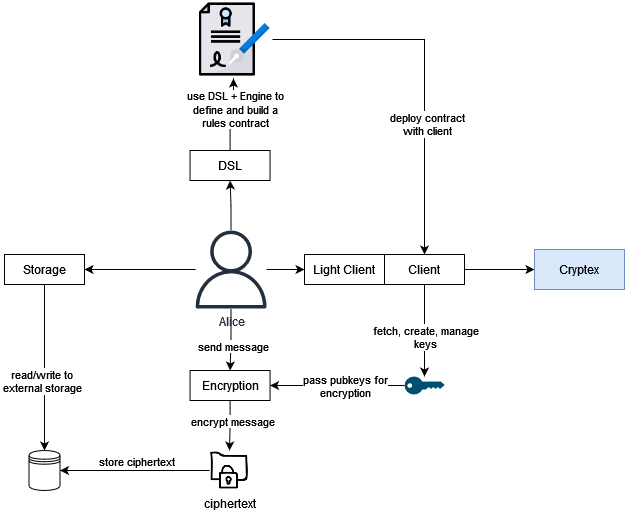 use DSL + Engine to
define and build a
rules contract
deploy contract
with client
DSL
Storage
Light Client
Client
Cryptex
Alice
send message
fetch, create, manage
keys
read/write to
external storage
Encryption
pass pubkeys for
encryption
encrypt message
store ciphertext
ciphertext